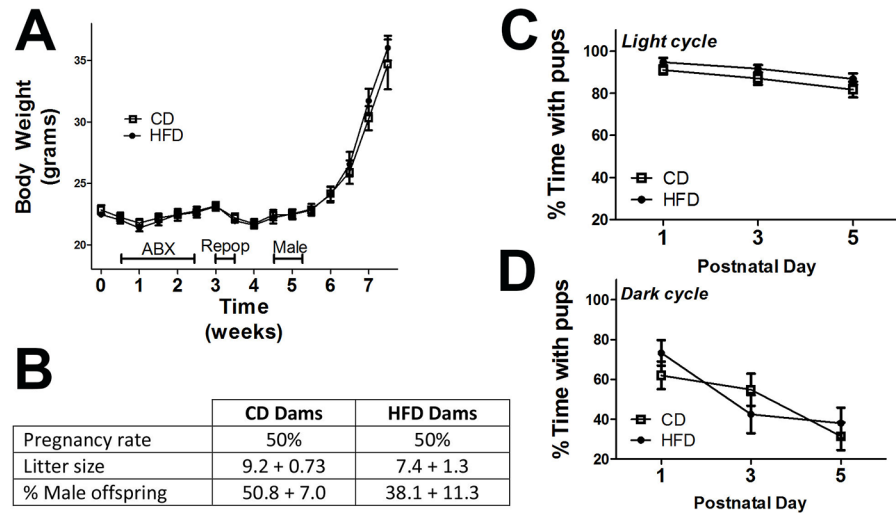 A
35
30
25
20
Body Weight
(grams)
CD
HFD
ABX
Repop
Male
0 1 2 3 4 5 6 7
Time
(weeks)
B
CD Dams HFD Dams
Pregnancy rate 50% 50%
Litter size 9.2 + 0.73 7.4 + 1.3
% Male offspring 50.8 + 7.0 38.1 + 11.3
C
Light cycle
% Time with pups
100
80
60
40
20
CD
HFD
1 3 5
Postnatal Day
D
Dark cycle
% Time with pups
100
80
60
40
20
CD
HFD
1 3 5
Postnatal Day